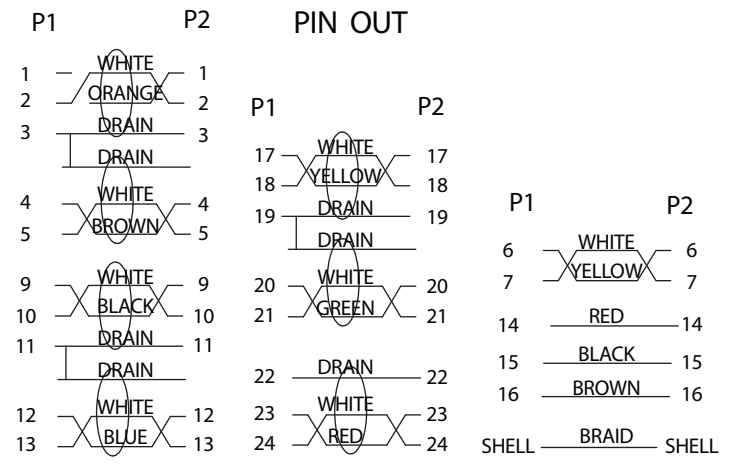 PIN OUT
P1 P2
1 WHITE 1
2 ORANGE 2
3 DRAIN 3
DRAIN
4 WHITE 4
5 BROWN 5
9 WHITE 9
10 BLACK 10
11 DRAIN 11
DRAIN
12 WHITE 12
13 BLUE 13
P1 P2
17 WHITE 17
18 YELLOW 18
19 DRAIN 19
DRAIN
20 WHITE 20
21 GREEN 21
22 DRAIN 22
23 WHITE 23
24 RED 24
P1 P2
6 WHITE 6
7 YELLOW 7
14 RED 14
15 BLACK 15
16 BROWN 16
SHELL BRAID SHELL